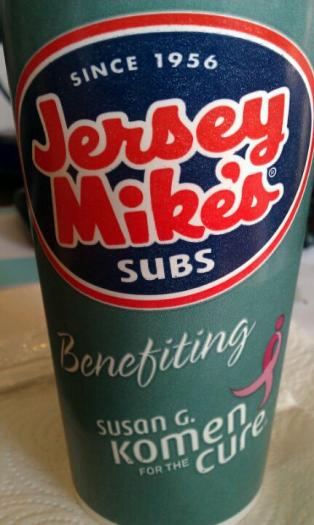 SINCE 1956
Jersey
Mike's®
SUBS
Benefiting
SUSAN G.
Komen
FOR THE cure